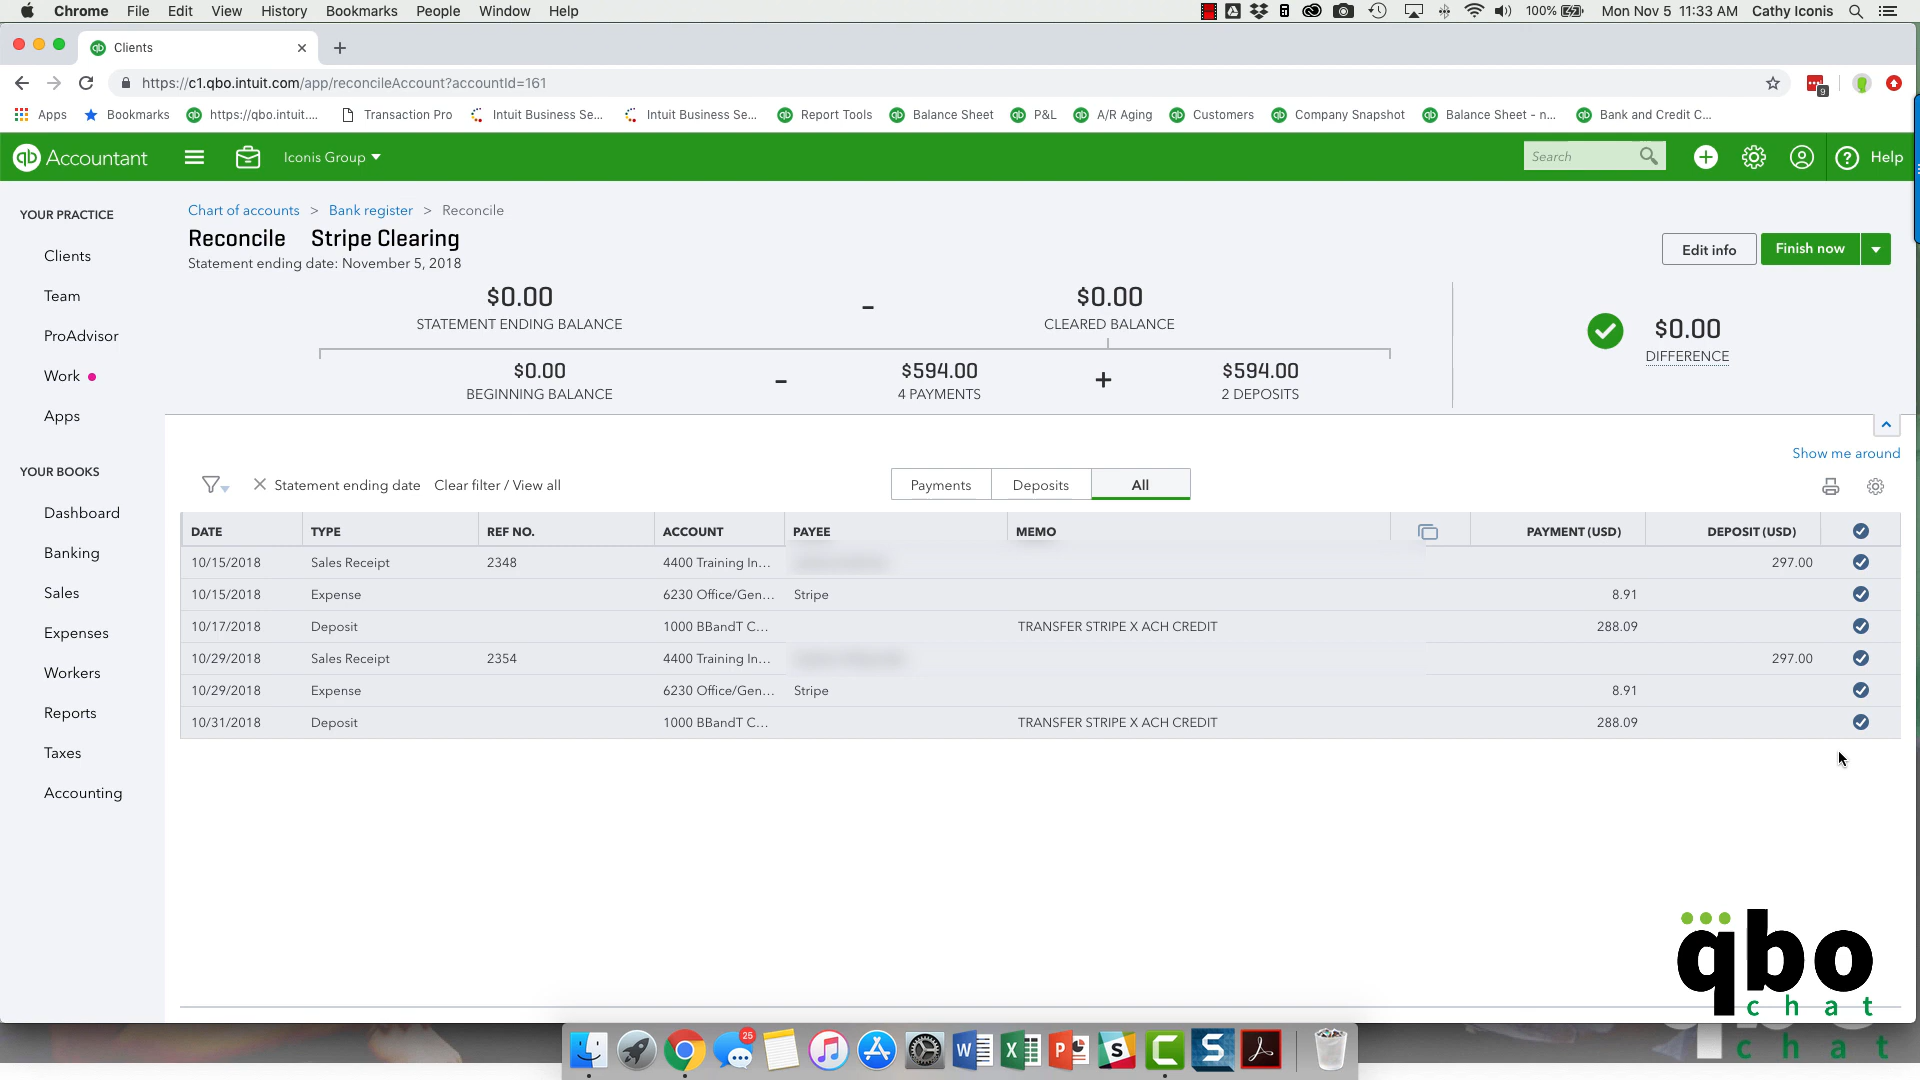 Chrome File Edit View History Bookmarks People Window Help 100% Mon Nov 5 11:33 AM Cathy Iconis
Clients
https://c1.qbo.intuit.com/app/reconcileAccount?accountId=161
9
Apps Bookmarks https://qbo.intuit.... Transaction Pro Intuit Business Se... Intuit Business Se... Report Tools Balance Sheet P&L A/R Aging Customers Company Snapshot Balance Sheet - n... Bank and Credit C...
qb Accountant Iconis Group Search Help
YOUR PRACTICE
Clients
Team
ProAdvisor
Work
Apps
YOUR BOOKS
Dashboard
Banking
Sales
Expenses
Workers
Reports
Taxes
Accounting
Chart of accounts > Bank register > Reconcile
Reconcile Stripe Clearing
Statement ending date: November 5, 2018
Edit info Finish now
$0.00 - $0.00
STATEMENT ENDING BALANCE CLEARED BALANCE
$0.00 - $594.00 + $594.00
BEGINNING BALANCE 4 PAYMENTS 2 DEPOSITS
$0.00
DIFFERENCE
Show me around
Statement ending date Clear filter / View all Payments Deposits All
DATE TYPE REF NO. ACCOUNT PAYEE MEMO PAYMENT (USD) DEPOSIT (USD)
10/15/2018 Sales Receipt 2348 4400 Training In... 297.00
10/15/2018 Expense 6230 Office/Gen... Stripe 8.91
10/17/2018 Deposit 1000 BBandT C... TRANSFER STRIPE X ACH CREDIT 288.09
10/29/2018 Sales Receipt 2354 4400 Training In... 297.00
10/29/2018 Expense 6230 Office/Gen... Stripe 8.91
10/31/2018 Deposit 1000 BBandT C... TRANSFER STRIPE X ACH CREDIT 288.09
qbo
chat
25
chat